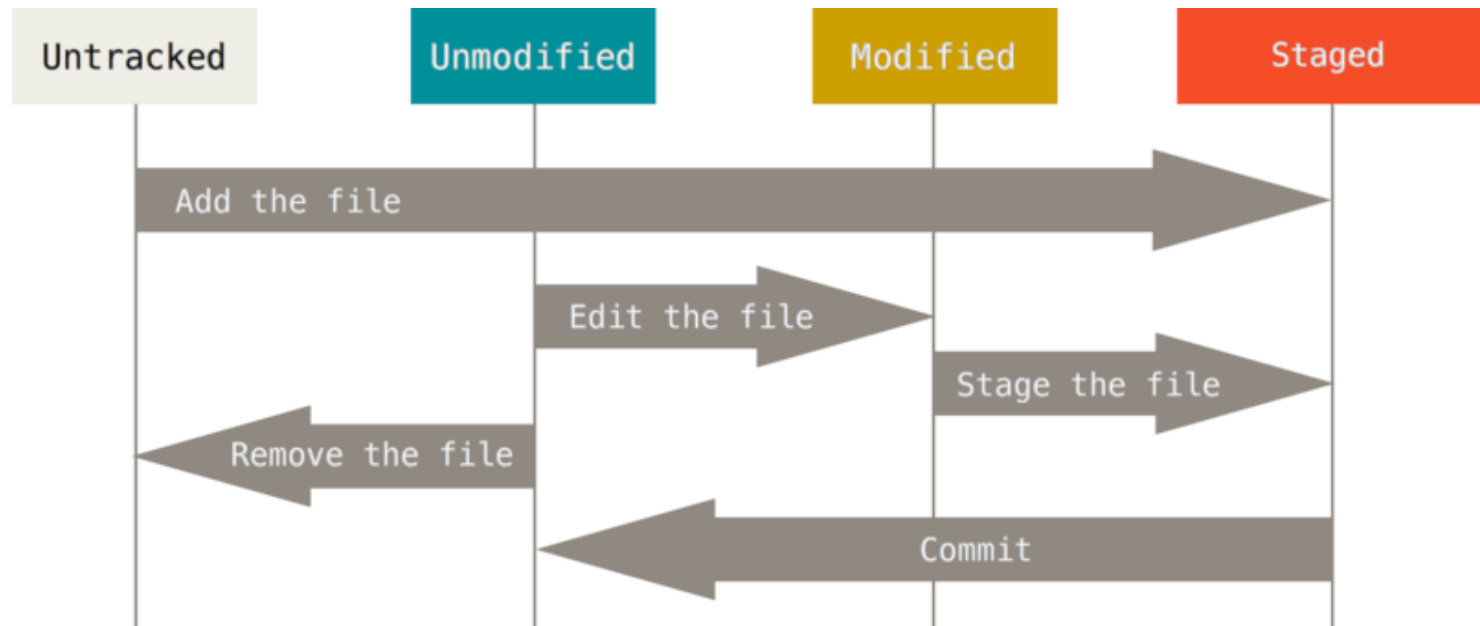 Untracked
Unmodified
Modified
Staged
Add the file
Edit the file
Stage the file
Remove the file
Commit